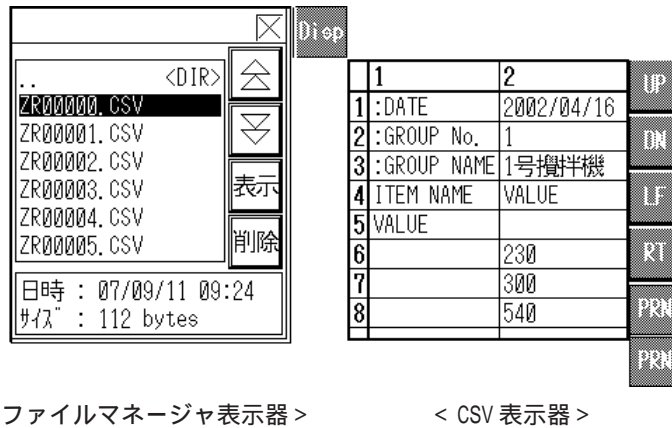 Disp
.. <DIR>
ZR00000.CSV
ZR00001.CSV
ZR00002.CSV
ZR00003.CSV
ZR00004.CSV
ZR00005.CSV
表示
削除
日時 : 07/09/11 09:24
ｻｲｽﾞ : 112 bytes
1 2
1 :DATE 2002/04/16
2 :GROUP No. 1
3 :GROUP NAME 1号攪拌機
4 ITEM NAME VALUE
5 VALUE
6 230
7 300
8 540
UP
DN
LF
RT
PRN
PRN
ファイルマネージャ表示器 >
< CSV 表示器 >